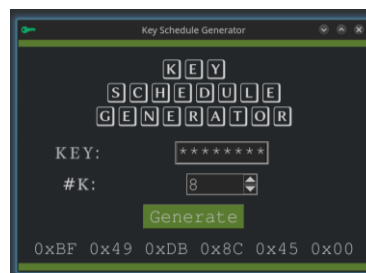 Key Schedule Generator
KEY
SCHEDULE
GENERATOR
KEY: ********
#K: 8
Generate
0xBF 0x49 0xDB 0x8C 0x45 0x00